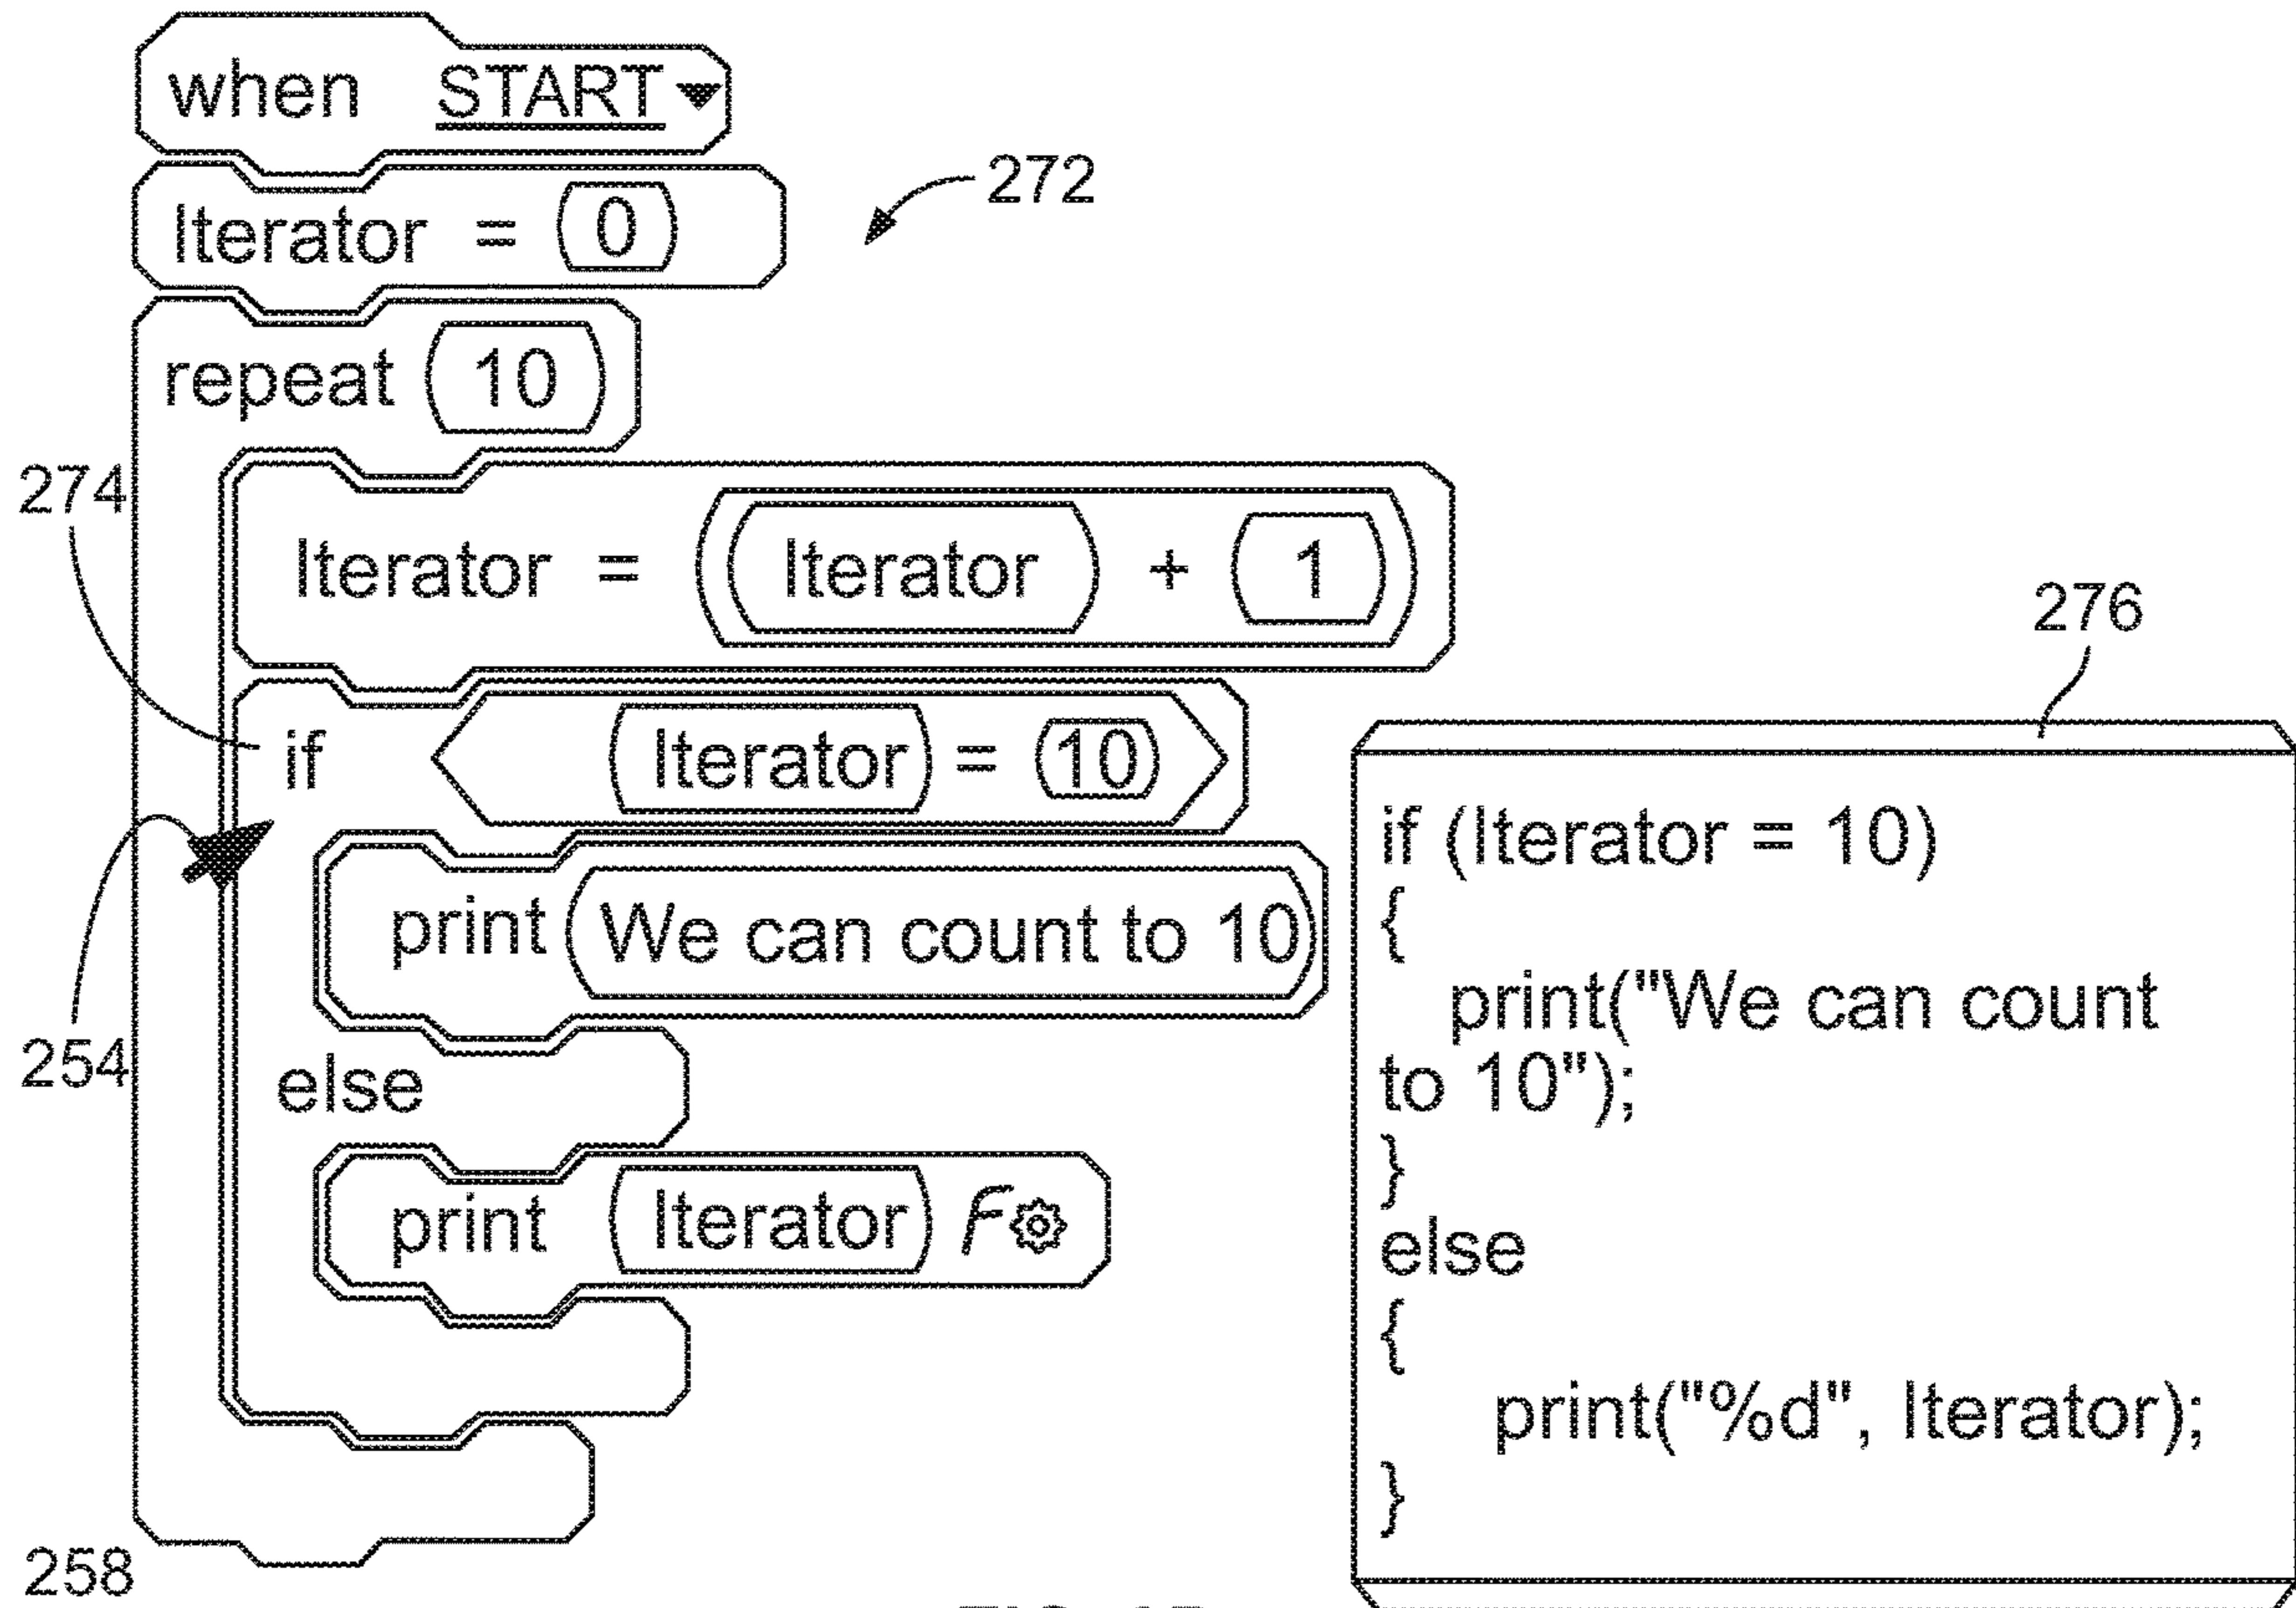 when START
Iterator = 0
272
repeat 10
274
Iterator = Iterator + 1
if Iterator = 10
254
print We can count to 10
else
print Iterator F
258
276
if (Iterator = 10)
{
print("We can count
to 10");
}
else
{
print("%d", Iterator);
}